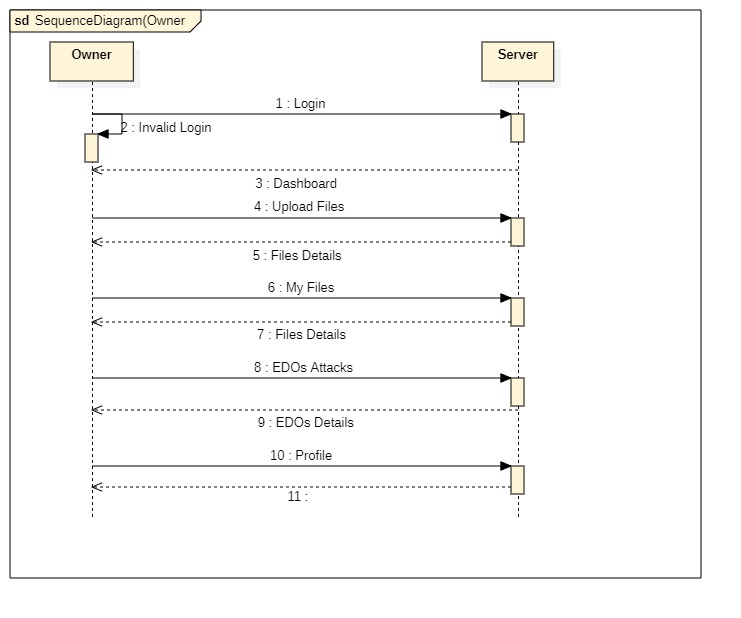 sd SequenceDiagram(Owner
Owner
Server
1 : Login
2 : Invalid Login
3 : Dashboard
4 : Upload Files
5 : Files Details
6 : My Files
7 : Files Details
8 : EDOs Attacks
9 : EDOs Details
10 : Profile
11 :